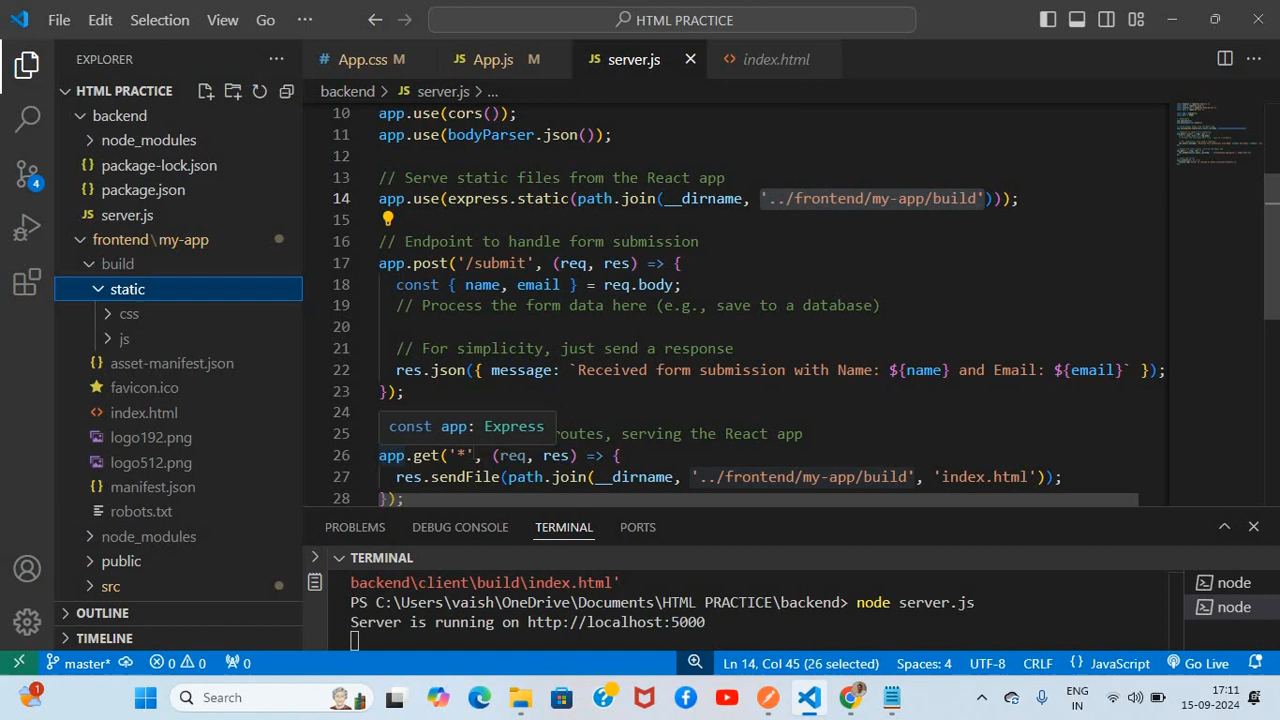 File Edit Selection View Go ··· HTML PRACTICE
EXPLORER ···
HTML PRACTICE
backend
node_modules
package-lock.json
package.json
server.js
frontend\my-app
build
static
css
js
asset-manifest.json
favicon.ico
index.html
logo192.png
logo512.png
manifest.json
robots.txt
node_modules
public
src
OUTLINE
TIMELINE
4
# App.css M JS App.js M JS server.js <> index.html ···
backend > JS server.js > ...
10 app.use(cors());
11 app.use(bodyParser.json());
12
13 // Serve static files from the React app
14 app.use(express.static(path.join(__dirname, '../frontend/my-app/build')));
15
16 // Endpoint to handle form submission
17 app.post('/submit', (req, res) => {
18 const { name, email } = req.body;
19 // Process the form data here (e.g., save to a database)
20
21 // For simplicity, just send a response
22 res.json({ message: `Received form submission with Name: ${name} and Email: ${email}` });
23 });
24
const app: Express
25 routes, serving the React app
26 app.get('*', (req, res) => {
27 res.sendFile(path.join(__dirname, '../frontend/my-app/build', 'index.html'));
28 });
PROBLEMS DEBUG CONSOLE TERMINAL PORTS
TERMINAL
backend\client\build\index.html'
PS C:\Users\vaish\OneDrive\Documents\HTML PRACTICE\backend> node server.js
Server is running on http://localhost:5000
node
node
master* 0 0 0 Ln 14, Col 45 (26 selected) Spaces: 4 UTF-8 CRLF {} JavaScript Go Live
1 Search ENG IN 17:11 15-09-2024